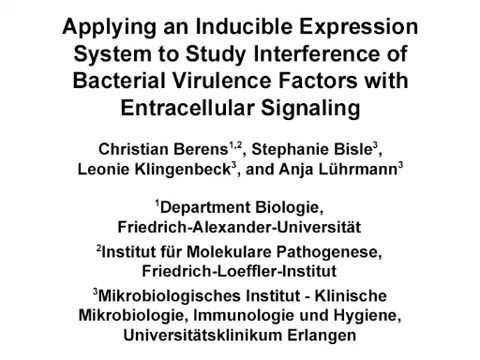 Applying an Inducible Expression
System to Study Interference of
Bacterial Virulence Factors with
Entracellular Signaling
Christian Berens1,2, Stephanie Bisle3,
Leonie Klingenbeck3, and Anja Lührmann3
1Department Biologie,
Friedrich-Alexander-Universität
2Institut für Molekulare Pathogenese,
Friedrich-Loeffler-Institut
3Mikrobiologisches Institut - Klinische
Mikrobiologie, Immunologie und Hygiene,
Universitätsklinikum Erlangen